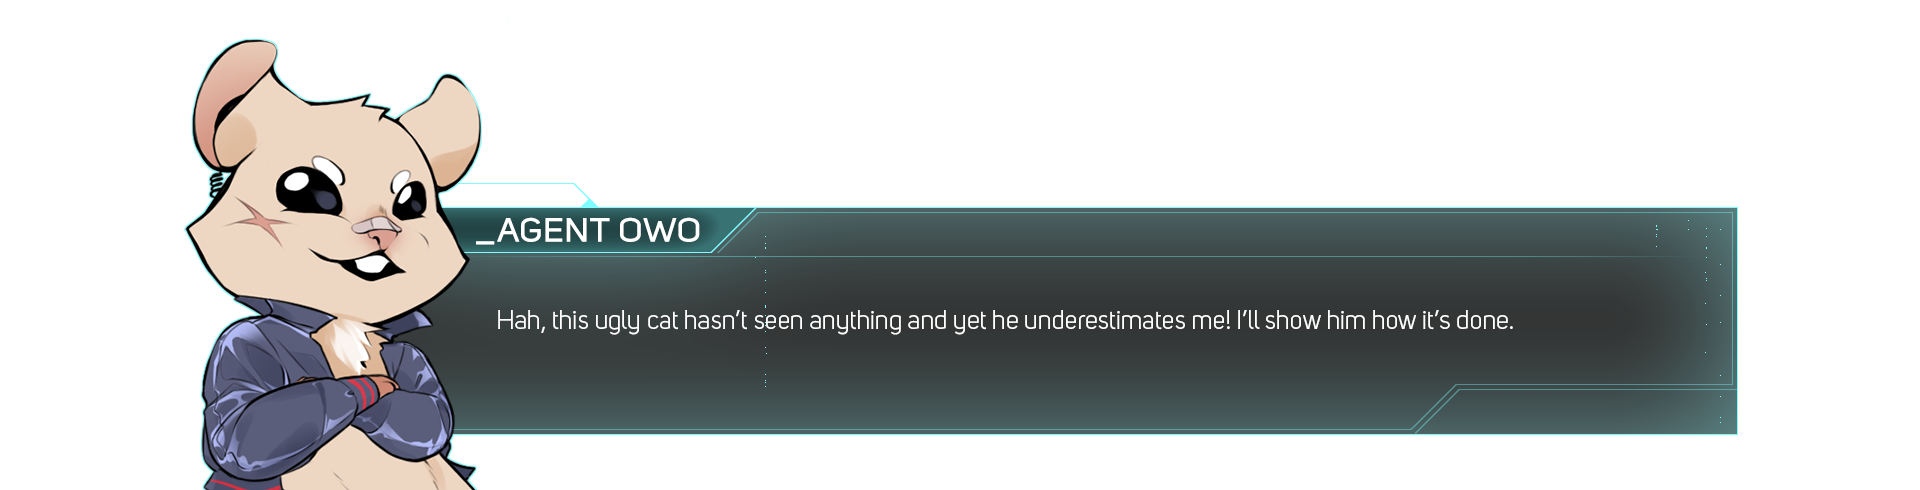 _AGENT OWO
Hah, this ugly cat hasn't seen anything and yet he underestimates me! I'll show him how it's done.